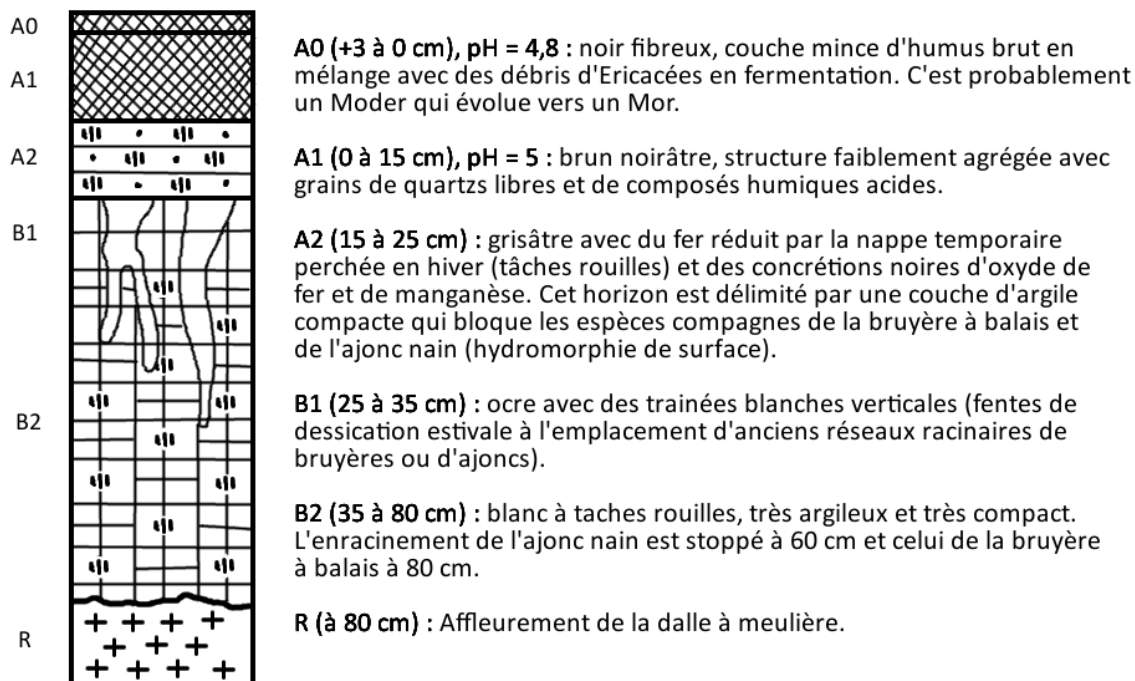 A0
A0 (+3 à 0 cm), pH = 4,8 : noir fibreux, couche mince d'humus brut en
mélange avec des débris d'Ericacées en fermentation. C'est probablement
un Moder qui évolue vers un Mor.
A1
A1 (0 à 15 cm), pH = 5 : brun noirâtre, structure faiblement agrégée avec
grains de quartzs libres et de composés humiques acides.
A2
A2 (15 à 25 cm) : grisâtre avec du fer réduit par la nappe temporaire
perchée en hiver (tâches rouilles) et des concrétions noires d'oxyde de
fer et de manganèse. Cet horizon est délimité par une couche d'argile
compacte qui bloque les espèces compagnes de la bruyère à balais et
de l'ajonc nain (hydromorphie de surface).
B1
B1 (25 à 35 cm) : ocre avec des trainées blanches verticales (fentes de
dessication estivale à l'emplacement d'anciens réseaux racinaires de
bruyères ou d'ajoncs).
B2
B2 (35 à 80 cm) : blanc à taches rouilles, très argileux et très compact.
L'enracinement de l'ajonc nain est stoppé à 60 cm et celui de la bruyère
à balais à 80 cm.
R
R (à 80 cm) : Affleurement de la dalle à meulière.